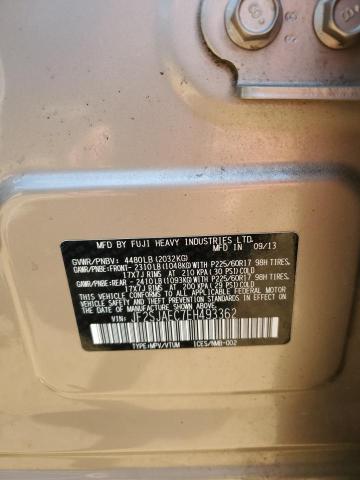 MFD BY FUJI HEAVY INDUSTRIES LTD.
MFD IN 09/13
GVWR/PNBV: 4480LB (2032KG)
GAWR/PNBE:FRONT- 2310LB(1048KG)WITH P225/60R17 98H TIRES,
17X7J RIMS AT 210 KPA (30 PSI)COLD
GAWR/PNBE:REAR - 2410LB(1093KG)WITH P225/60R17 98H TIRES,
17X7J RIMS AT 200 KPA (29 PSI)COLD
THIS VEHICLE CONFORMS TO ALL APPLICABLE FEDERAL MOTOR
VEHICLE SAFETY, BUMPER, AND THEFT PREVENTION STANDARDS
IN EFFECT ON THE DATE OF MANUFACTURE SHOWN ABOVE.
VIN: JF2SJAEC7EH493362
TYPE:MPV/VTUM ICES/NMB-002